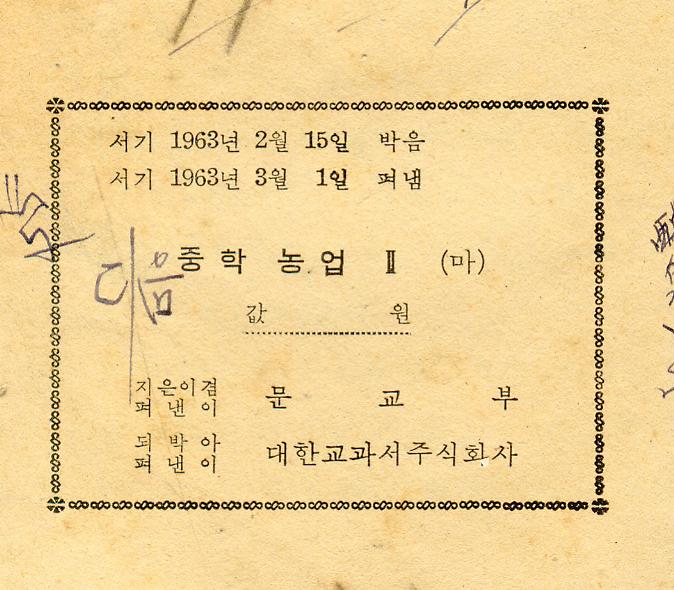 서기 1963년 2월 15일 박음
서기 1963년 3월 1일 펴냄
중학 농업 Ⅱ (마)
값 원
지은이겸
펴낸이
문교부
되박아
펴낸이
대한교과서주식회사